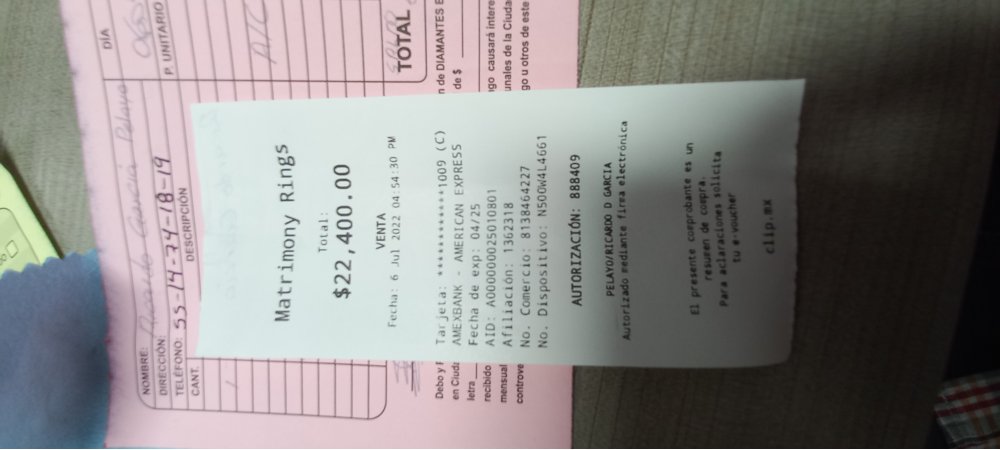 Matrimony Rings
Total:
$22,400.00
VENTA
Fecha: 6 Jul 2022 04:54:30 PM
Tarjeta: ************1009 (C)
AMEXBANK - AMERICAN EXPRESS
Fecha de exp: 04/25
AID: A000000025010801
Afiliación: 1362318
No. Comercio: 8138464227
No. Dispositivo: N500W4L4661
AUTORIZACIÓN: 888409
PELAYO/RICARDO D GARCIA
Autorizado mediante firma electrónica
El presente comprobante es un
resumen de compra.
Para aclaraciones solicita
tu e-voucher
clip.mx
DÍA
NOMBRE: García Pelayo
DIRECCIÓN:
TELÉFONO: 55-14-74-18-19
CANT. DESCRIPCIÓN P. UNITARIO
A/C
TOTAL
Debo y P n de DIAMANTES E
en Ciuda de $
letra
recibido go causará intere
mensual unales de la Ciuda
controve go u otros de este